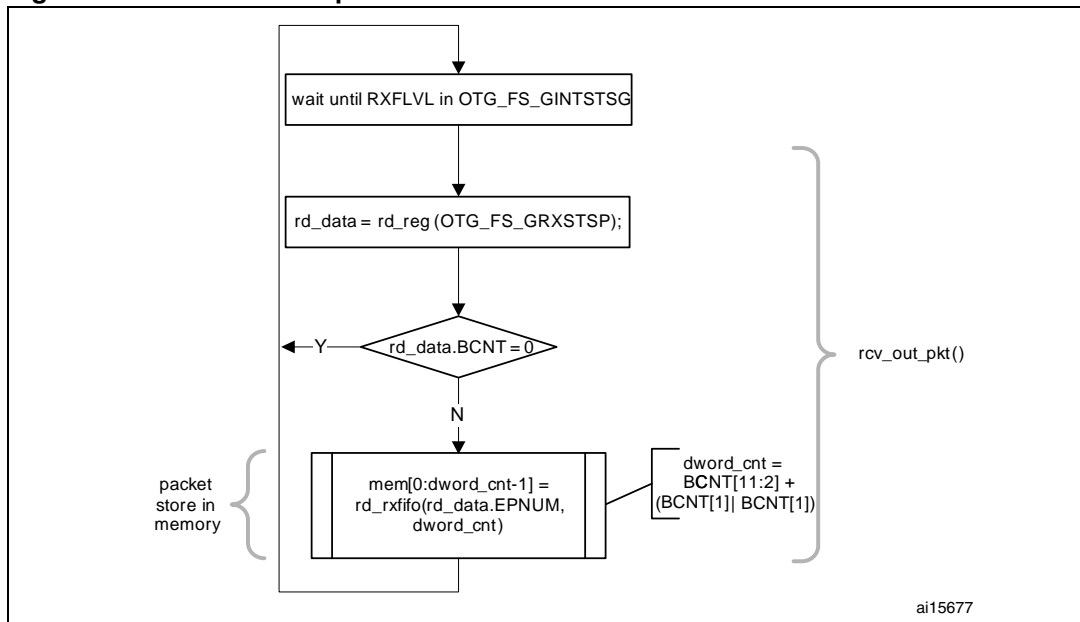 wait until RXFLVL in OTG_FS_GINTSTSG
rd_data = rd_reg (OTG_FS_GRXSTSP);
rd_data.BCNT = 0
Y
rcv_out_pkt()
N
packet
store in
memory
mem[0:dword_cnt-1] =
rd_rxfifo(rd_data.EPNUM,
dword_cnt)
dword_cnt =
BCNT[11:2] +
(BCNT[1]| BCNT[1])
ai15677